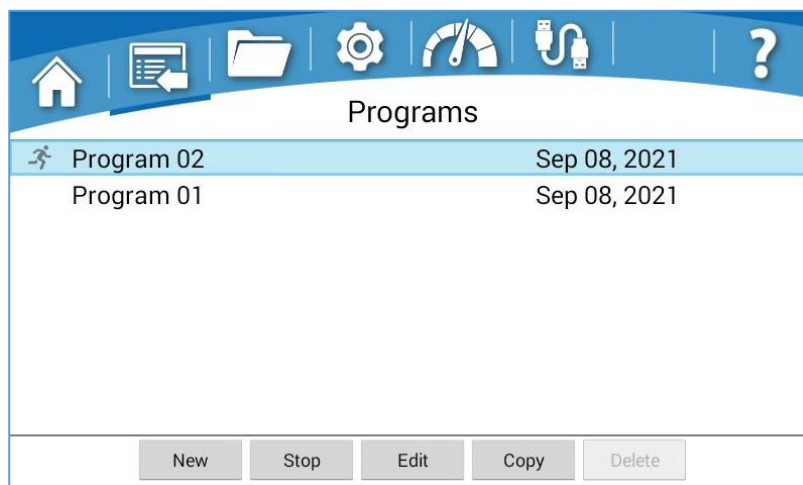 ?
Programs
Program 02 Sep 08, 2021
Program 01 Sep 08, 2021
New Stop Edit Copy Delete